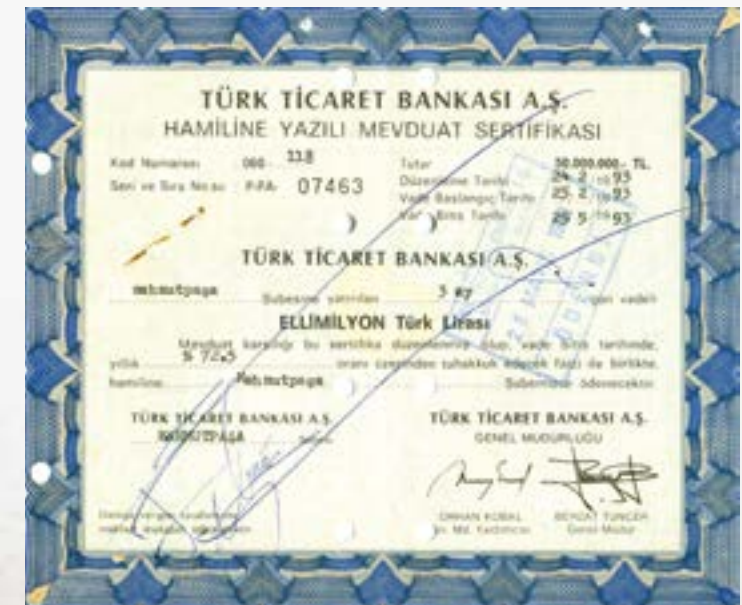 TÜRK TİCARET BANKASI A.Ş.
HAMİLİNE YAZILI MEVDUAT SERTİFİKASI
Kod Numarası 060- 338
Seri ve Sıra No.su P-PA- 07463
Tutar 50.000.000.- TL.
Düzenleme Tarihi 24 2 1993
Vade Başlangıç Tarihi 25 2 1993
Bitiş Tarihi 25 5 1993
TÜRK TİCARET BANKASI A.Ş.
mahmutpaşa Şubesine yatırılan 3 ay vadeli
ELLİMİLYON Türk Lirası
Mevduat karşılığı bu sertifika olup, vade bitiş tarihinde,
yıllık % 72.5 oranı üzerinden tahakkuk edecek faizi ile birlikte,
hamiline Mahmutpaşa Şubemizce ödenecektir.
TÜRK TİCARET BANKASI A.Ş.
MAHMUTPAŞA
TÜRK TİCARET BANKASI A.Ş.
GENEL MÜDÜRLÜĞÜ
ORHAN KOBAL
Md. Yardımcısı
TUNCER
Genel Müdür
ÖDENDİ